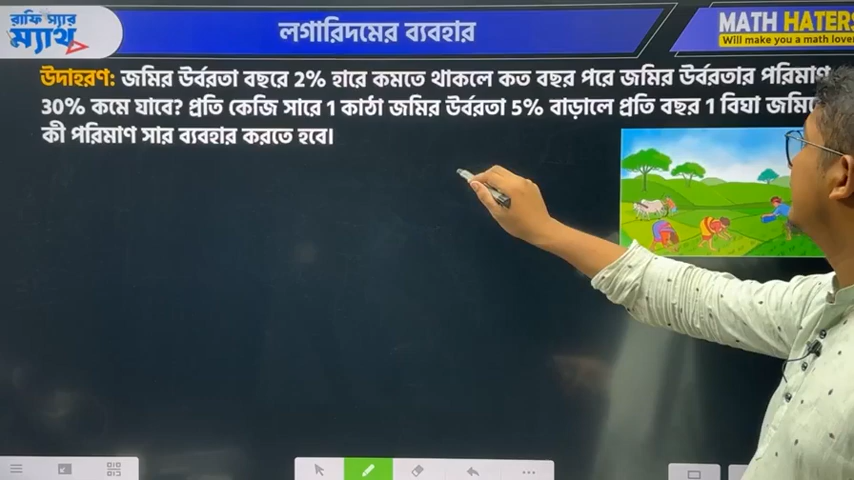 রাফি স্যার
ম্যাথ
লগারিদমের ব্যবহার
MATH HATERS
Will make you a math lover
উদাহরণ: জমির উর্বরতা বছরে 2% হারে কমতে থাকলে কত বছর পরে জমির উর্বরতার পরিমাণ
30% কমে যাবে? প্রতি কেজি সারে 1 কাঠা জমির উর্বরতা 5% বাড়ালে প্রতি বছর 1 বিঘা
কী পরিমাণ সার ব্যবহার করতে হবে।